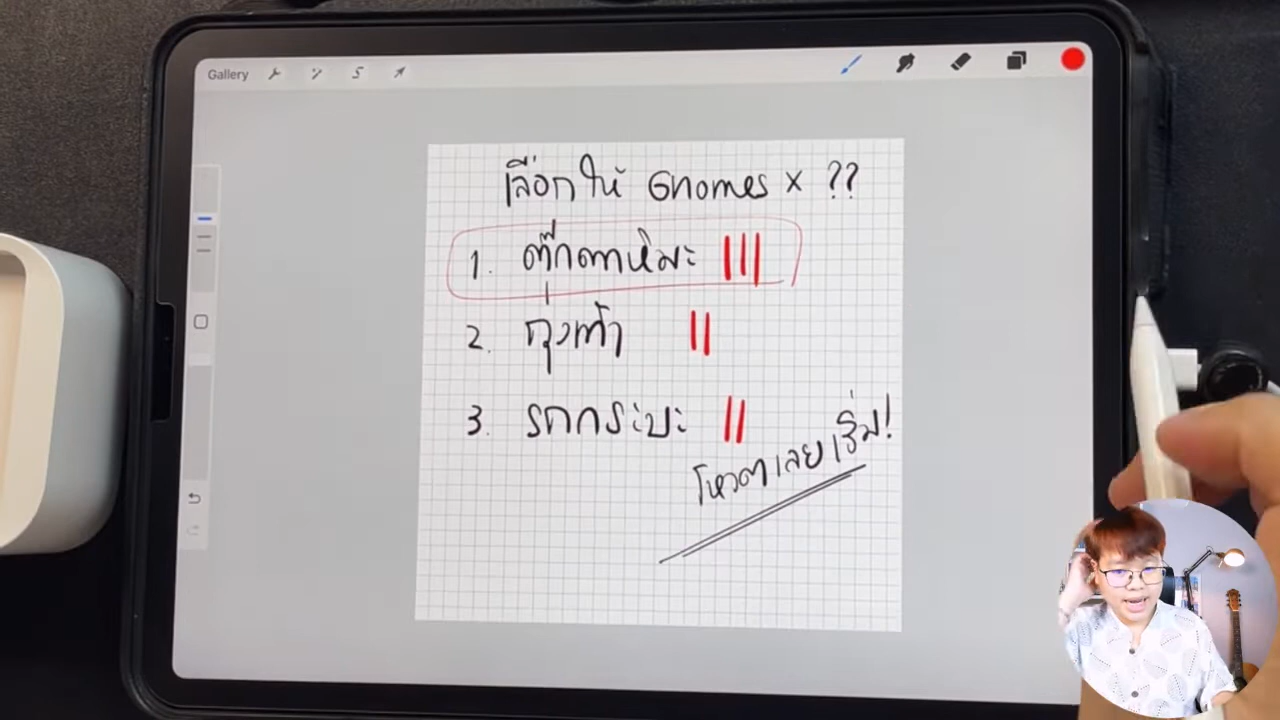 Gallery
เลือกให้ Gnomes x ??
1. ตุ๊กตาหิมะ |||
2. ถุงเท้า ||
3. รถกระบะ ||
โหวตเลยเริ่ม!